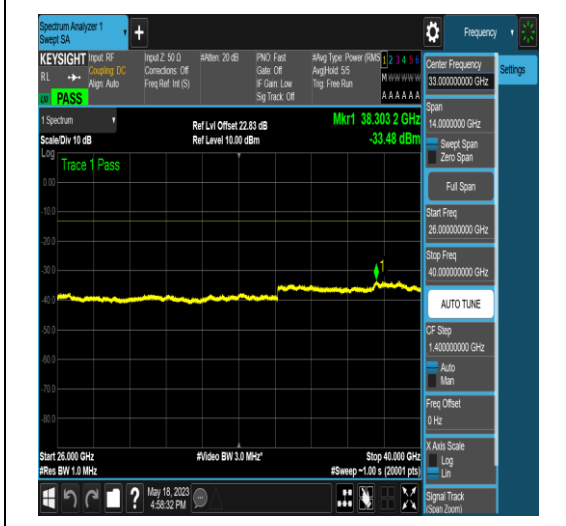 Spectrum Analyzer 1
Swept SA
Frequency
KEYSIGHT
Input: RF
Coupling: DC
Align: Auto
Input Z: 50 Ω
Corrections: Off
Freq Ref: Int (S)
#Atten: 20 dB
PNO: Fast
Gate: Off
IF Gain: Low
Sig Track: Off
#Avg Type: Power (RMS
Avg|Hold: 5/5
Trig: Free Run
1 2 3 4 5 6
M W W W W W
A A A A A A
R L
PASS
Center Frequency
33.000000000 GHz
Settings
1 Spectrum
Scale/Div 10 dB
Ref Lvl Offset 22.83 dB
Ref Level 10.00 dBm
Mkr1 38.303 2 GHz
-33.48 dBm
Span
14.0000000 GHz
Swept Span
Zero Span
Full Span
Start Freq
26.000000000 GHz
Stop Freq
40.000000000 GHz
AUTO TUNE
CF Step
1.400000000 GHz
Auto
Man
Freq Offset
0 Hz
X Axis Scale
Log
Lin
Signal Track
(Span Zoom)
Log
Trace 1 Pass
0.00
-10.0
-20.0
-30.0
1
-40.0
-50.0
-60.0
-70.0
-80.0
Start 26.000 GHz
#Res BW 1.0 MHz
#Video BW 3.0 MHz*
Stop 40.000 GHz
#Sweep ~1.00 s (20001 pts)
May 18, 2023
4:58:32 PM